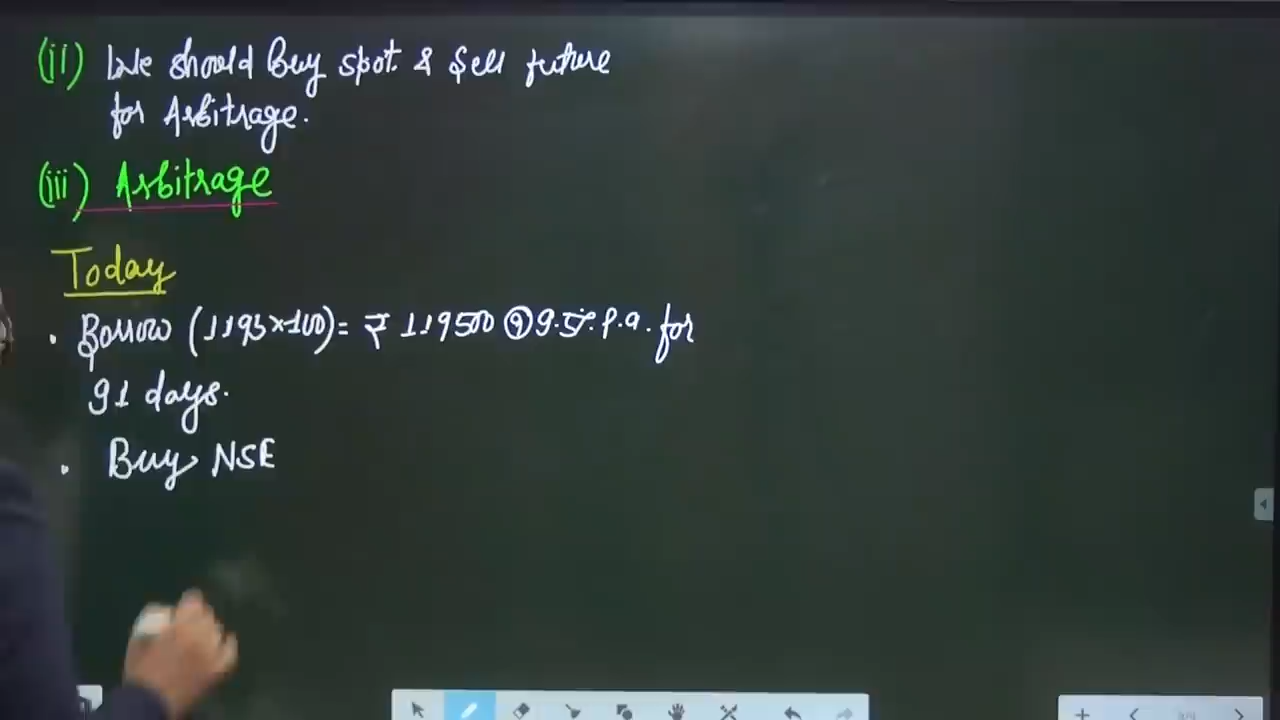 (ii) We should Buy spot & Sell future
for Arbitrage.
(iii) Arbitrage
Today
• Borrow (1195×100)= ₹ 119500 @ 9.5% P.a. for
91 days.
• Buy NSE